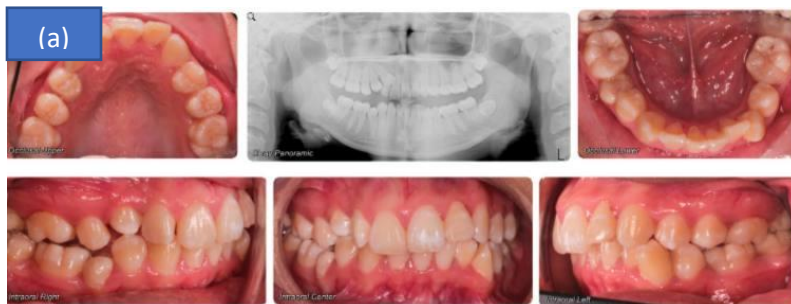 (a)
Occlusal Upper
Panoramic
L
Occlusal Lower
Intraoral Right
Intraoral Center
Intraoral Left